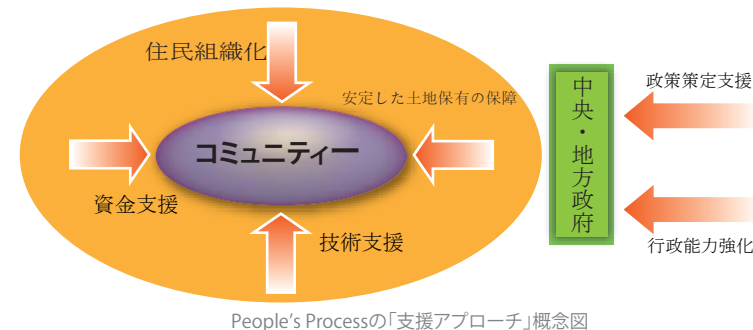 住民組織化
安定した土地保有の保障
コミュニティー
資金支援
技術支援
中央・地方政府
政策策定支援
行政能力強化
People's Processの「支援アプローチ」概念図